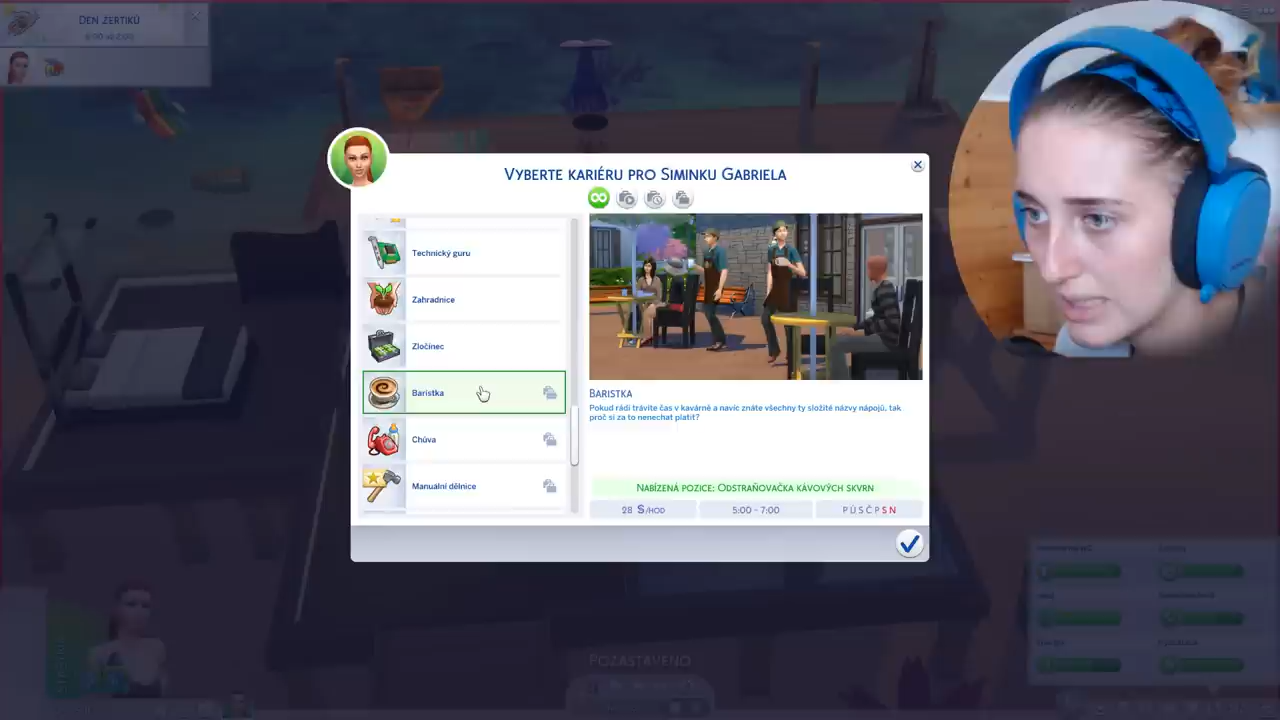 Den žertíků
Vyberte kariéru pro Siminku Gabriela
Technický guru
Zahradnice
Zločinec
Baristka
Chůva
Manuální dělnice
Baristka
Pokud rádi trávíte čas v kavárně a navíc znáte všechny ty složité názvy nápojů, tak
proč si za to nenechat platit?
Nabízená pozice: Odstraňovačka kávových skvrn
28 §/hod
5:00 - 7:00
P Ú S Č P S N
Pozastaveno